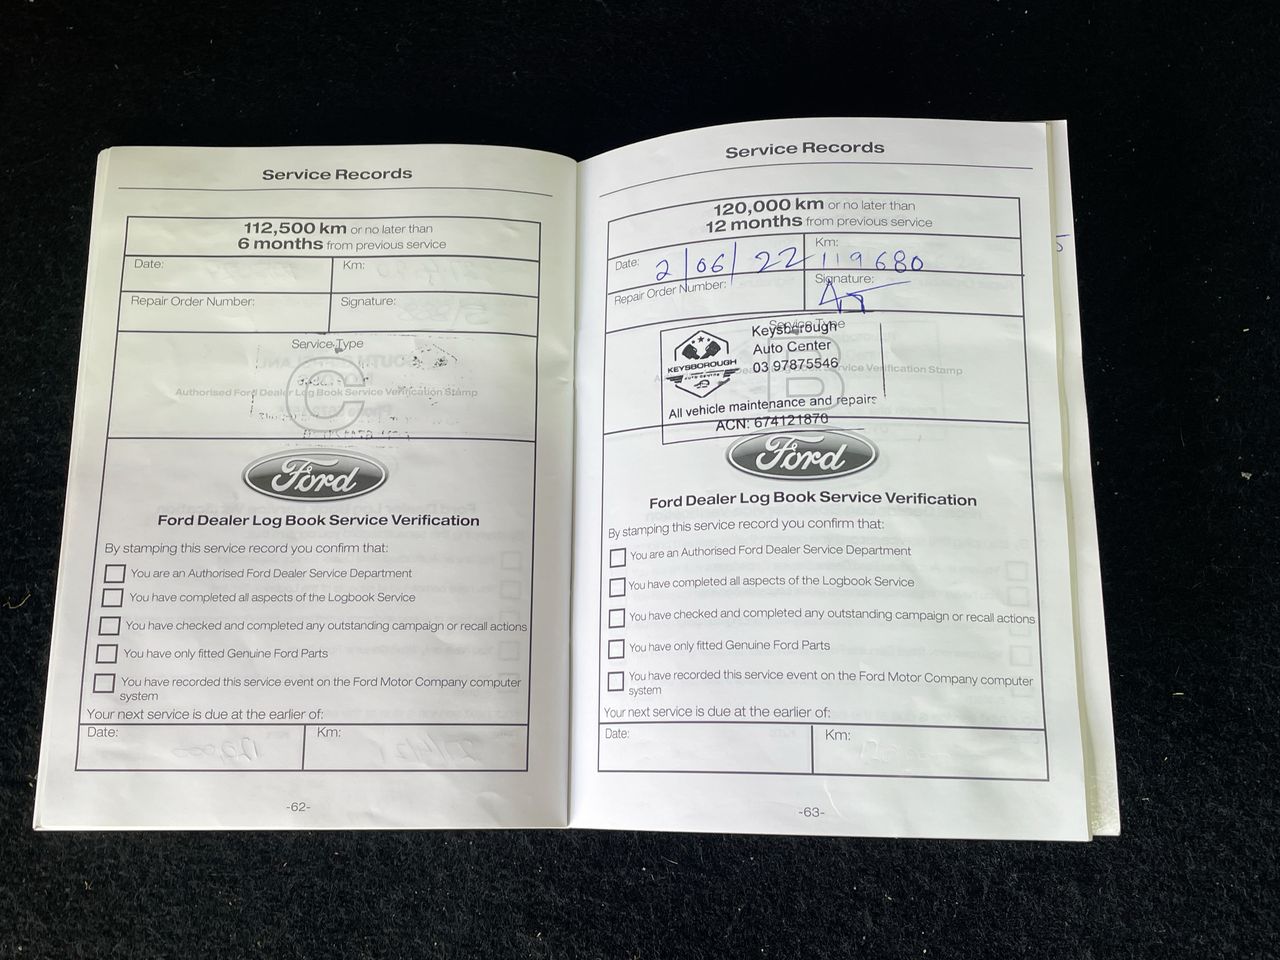 Service Records
112,500 km or no later than
6 months from previous service
Date:
Km:
Repair Order Number:
Signature:
Service Type
C
Authorised Ford Dealer Log Book Service Verification Stamp
Ford
Ford Dealer Log Book Service Verification
By stamping this service record you confirm that:
You are an Authorised Ford Dealer Service Department
You have completed all aspects of the Logbook Service
You have checked and completed any outstanding campaign or recall actions
You have only fitted Genuine Ford Parts
You have recorded this service event on the Ford Motor Company computer
system
Your next service is due at the earlier of:
Date:
Km:
-62-
Service Records
120,000 km or no later than
12 months from previous service
Date: 2/06/22
Km: 119680
Repair Order Number:
Signature:
Service Type
B
Service Verification Stamp
KEYSBOROUGH
AUTO CENTRE
Keysborough
Auto Center
03 97875546
All vehicle maintenance and repairs
ACN: 674121870
Ford
Ford Dealer Log Book Service Verification
By stamping this service record you confirm that:
You are an Authorised Ford Dealer Service Department
You have completed all aspects of the Logbook Service
You have checked and completed any outstanding campaign or recall actions
You have only fitted Genuine Ford Parts
You have recorded this service event on the Ford Motor Company computer
system
Your next service is due at the earlier of:
Date:
Km:
-63-